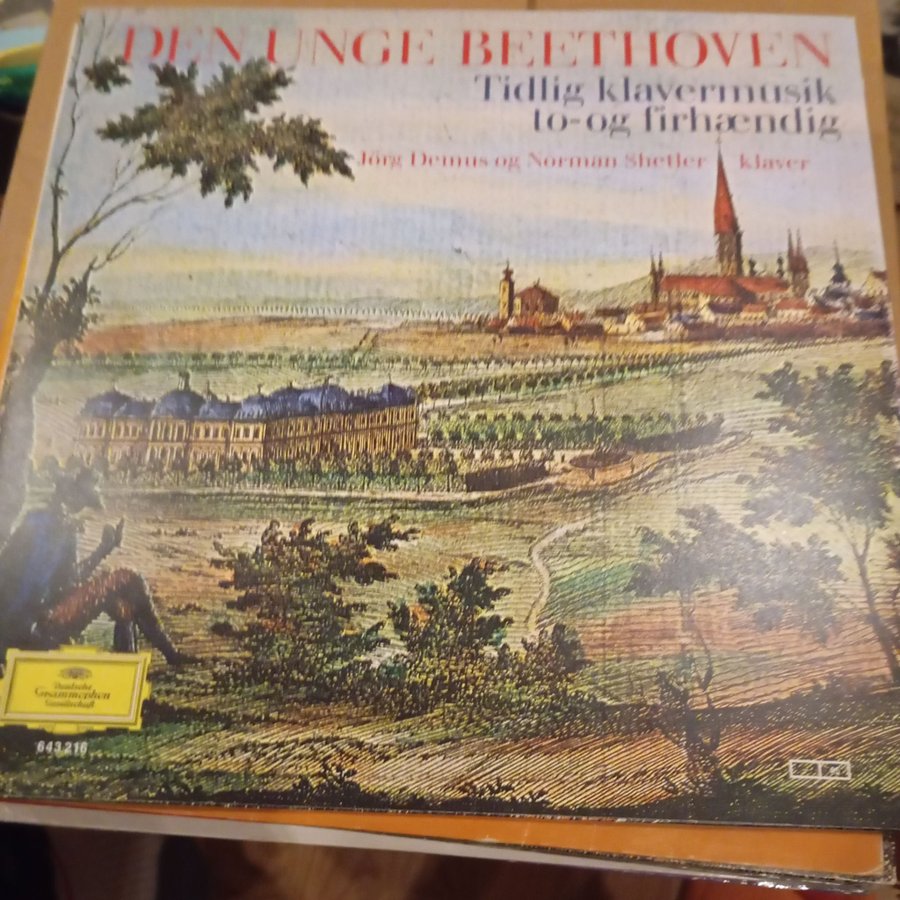 DEN UNGE BEETHOVEN
Tidlig klavermusik
to-og firhændig
Jörg Demus og Norman Shetler klaver
Deutsche
Grammophon
Gesellschaft
643 216